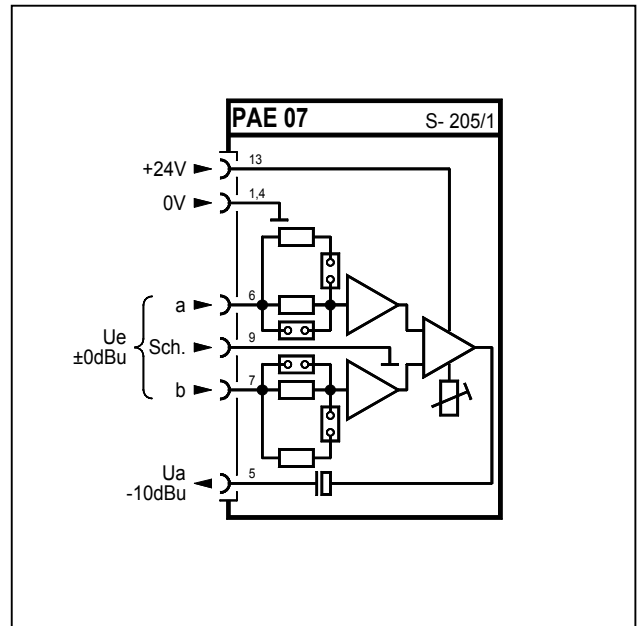 PAE 07 S- 205/1
+24V 13
0V 1,4
a 6
Ue
±0dBu
Sch. 9
b 7
Ua 5
-10dBu